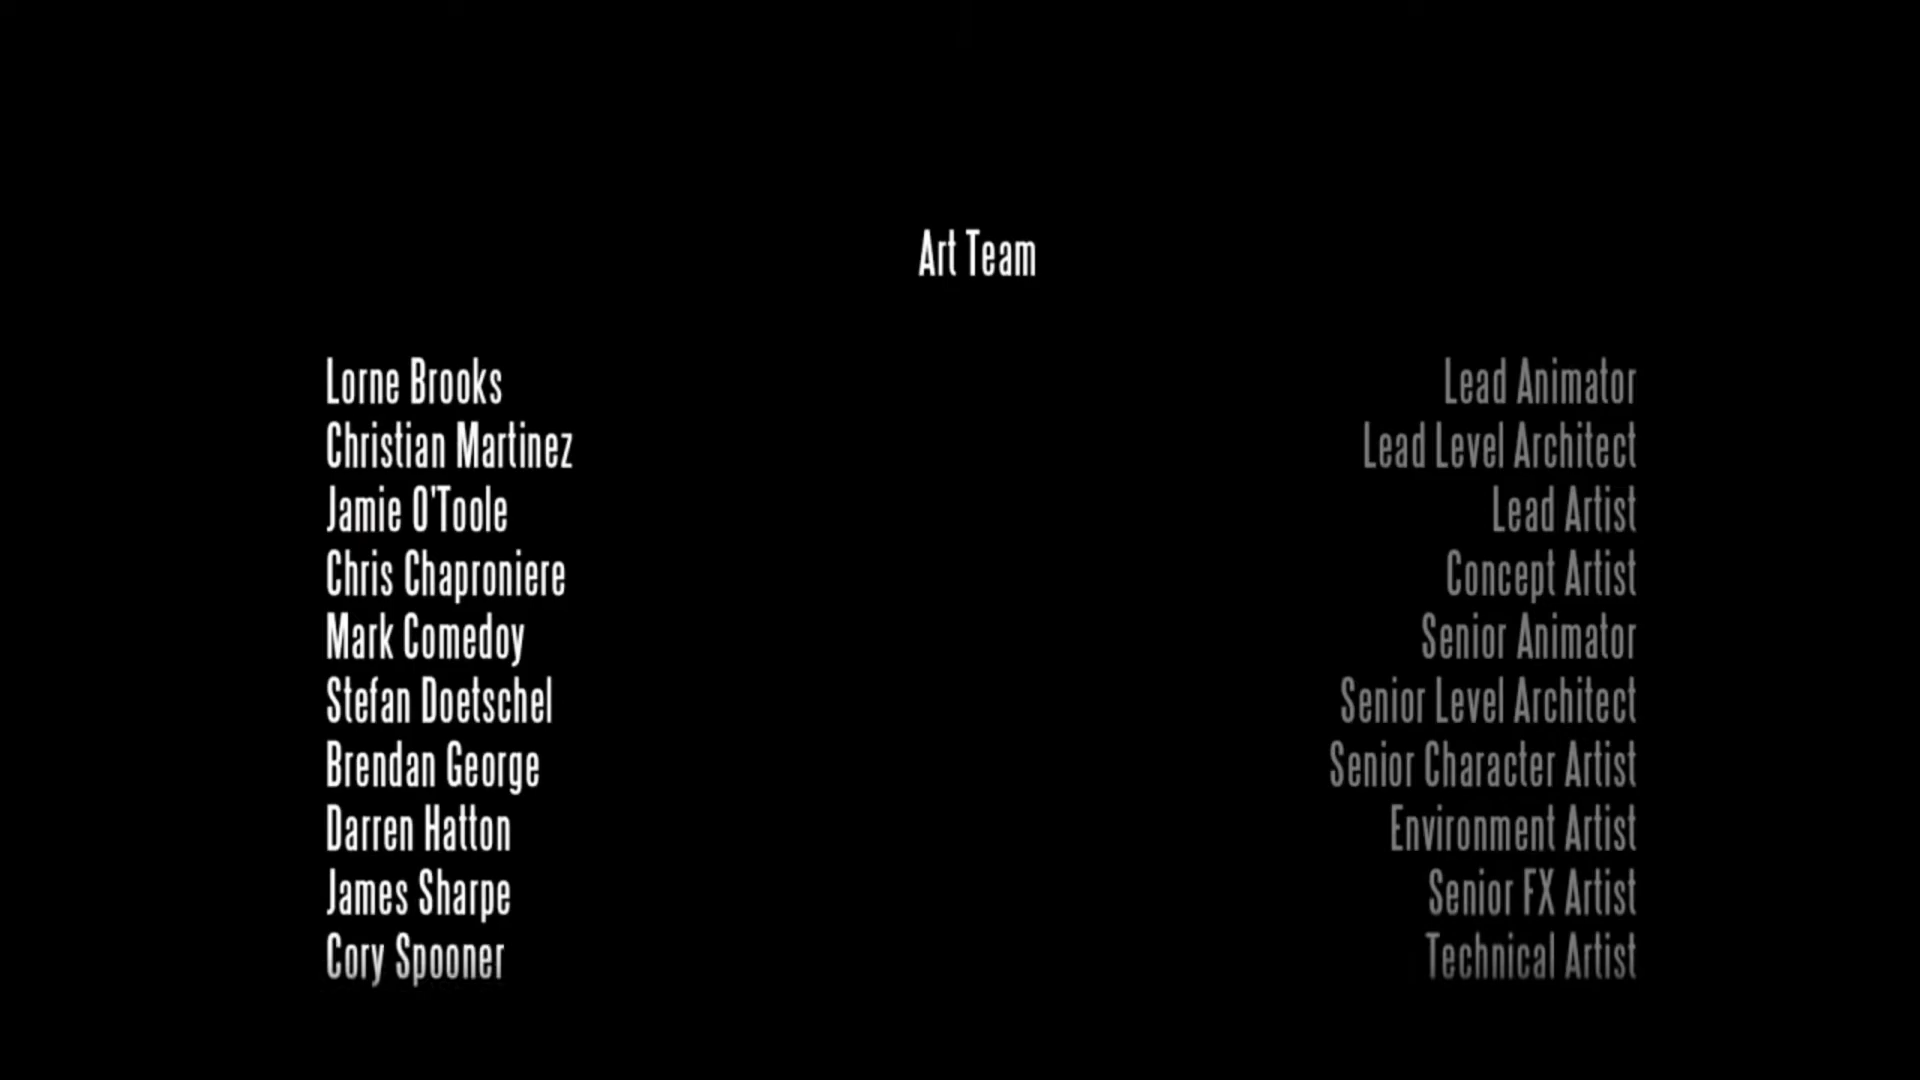 Art Team
Lorne Brooks Lead Animator
Christian Martinez Lead Level Architect
Jamie O'Toole Lead Artist
Chris Chaproniere Concept Artist
Mark Comedoy Senior Animator
Stefan Doetschel Senior Level Architect
Brendan George Senior Character Artist
Darren Hatton Environment Artist
James Sharpe Senior FX Artist
Cory Spooner Technical Artist